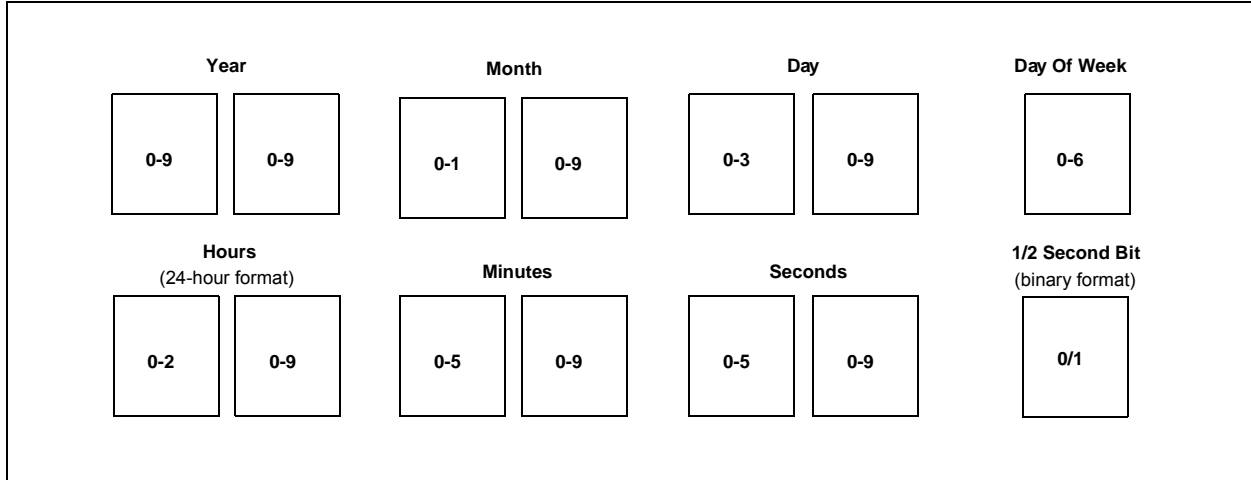 Year
Month
Day
Day Of Week
0-9 0-9
0-1 0-9
0-3 0-9
0-6
Hours
(24-hour format)
Minutes
Seconds
1/2 Second Bit
(binary format)
0-2 0-9
0-5 0-9
0-5 0-9
0/1